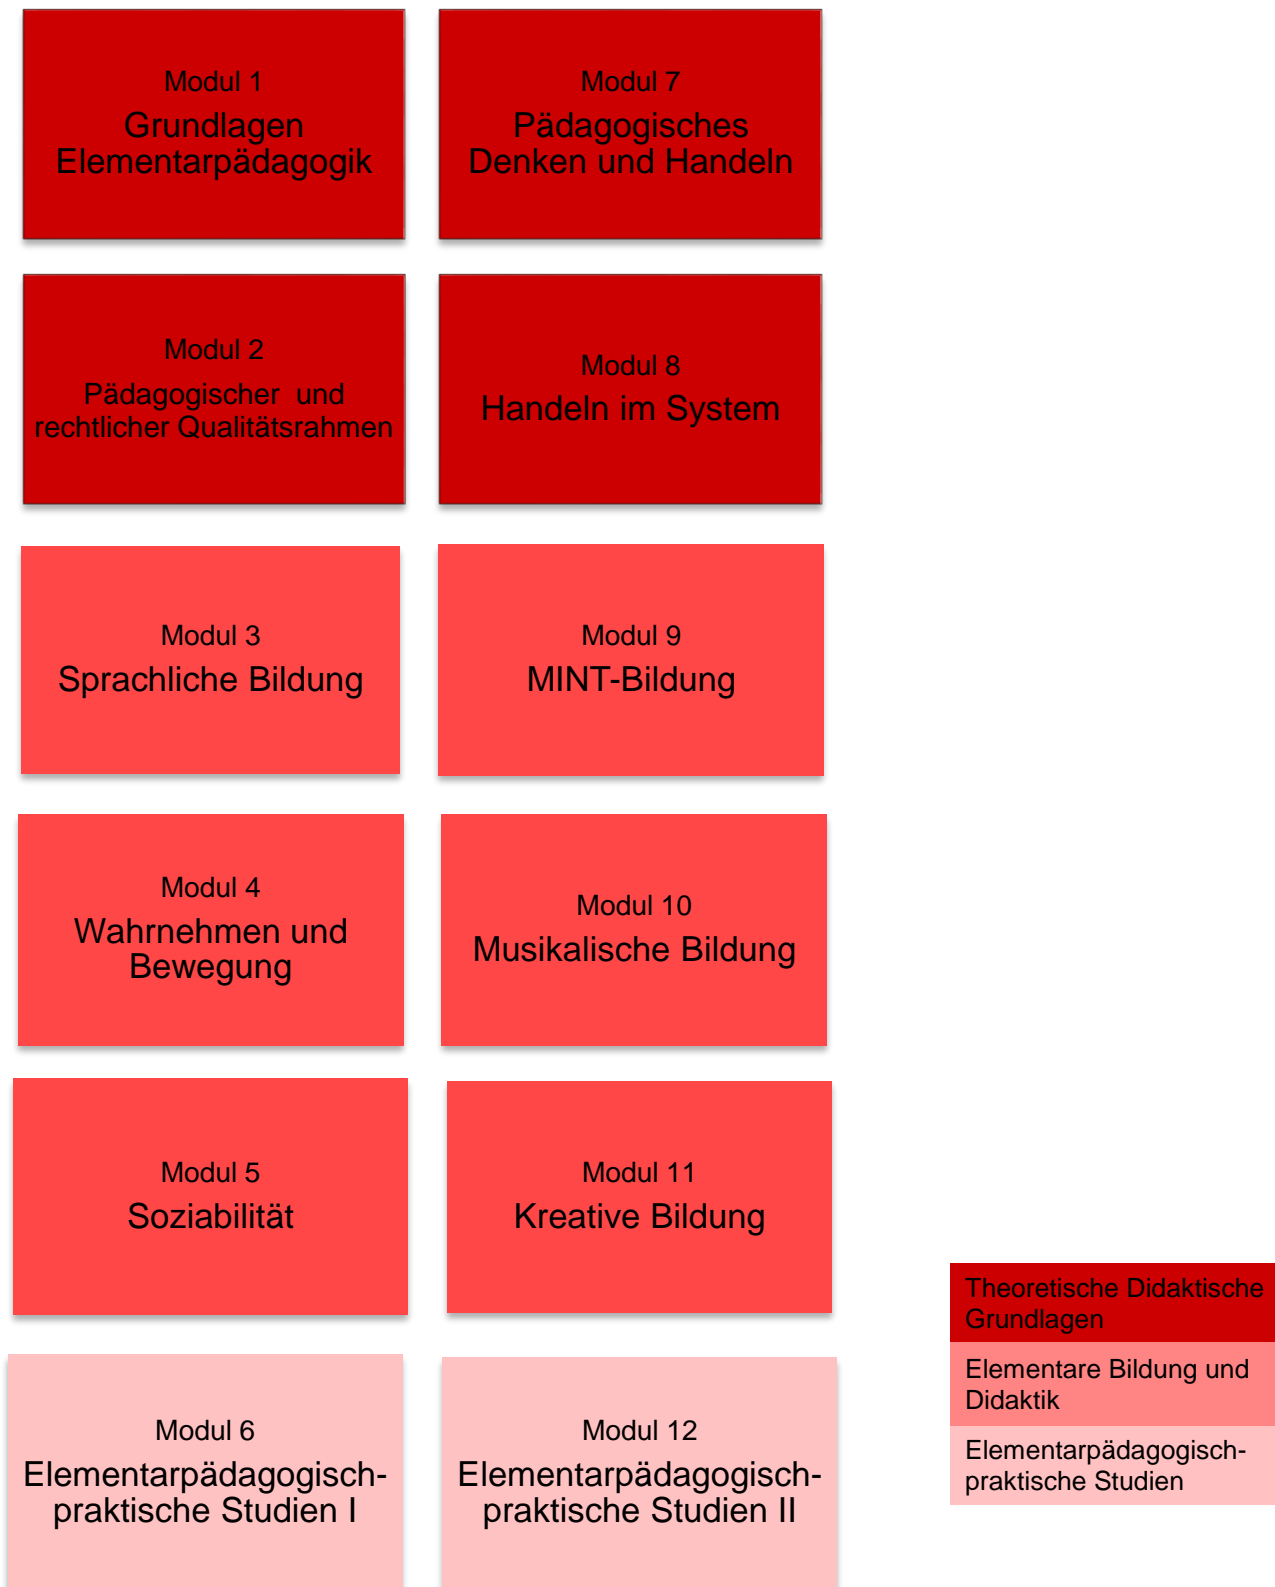 Modul 1
Grundlagen
Elementarpädagogik
Modul 7
Pädagogisches
Denken und Handeln
Modul 2
Pädagogischer und
rechtlicher Qualitätsrahmen
Modul 8
Handeln im System
Modul 3
Sprachliche Bildung
Modul 9
MINT-Bildung
Modul 4
Wahrnehmen und
Bewegung
Modul 10
Musikalische Bildung
Modul 5
Soziabilität
Modul 11
Kreative Bildung
Modul 6
Elementarpädagogisch-
praktische Studien I
Modul 12
Elementarpädagogisch-
praktische Studien II
Theoretische Didaktische
Grundlagen
Elementare Bildung und
Didaktik
Elementarpädagogisch-
praktische Studien